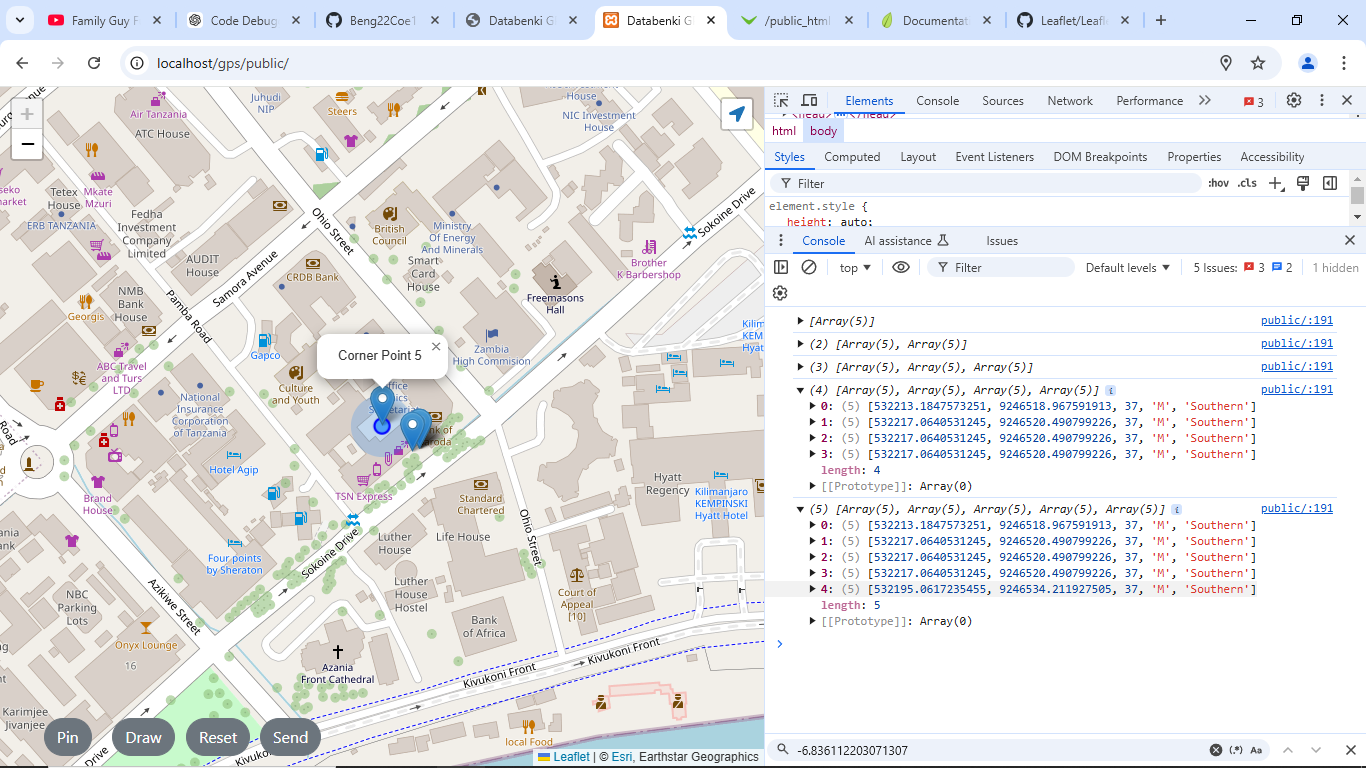 Family Guy F
Code Debug
Beng22Coe1
Databenki G
Databenki G
/public_html
Documentat
Leaflet/Leafl
localhost/gps/public/
Air Tanzania
ATC House
Juhudi
NIP
Steers
NIC Investment
House
Mkate
Mzuri
Tetex
House
ERB TANZANIA
Fedha
Investment
Company
Limited
AUDIT
House
Ohio Street
British
Council
Ministry
Of Energy
And Minerals
Smart
Card
House
Sokoine Drive
Brother
K Barbershop
CRDB Bank
Samora Avenue
Freemasons
Hall
NMB
Bank
House
Georgis
Pamba Road
Gapco
Corner Point 5
Zambia
High Commision
ABC Travel
and Turs
LTD
Culture
and Youth
National
Insurance
Corporation
of Tanzania
Hotel Agip
TSN Express
Standard
Chartered
Hyatt
Regency
Kilimanjaro
KEMPINSKI
Hyatt Hotel
Brand
House
Ohio Street
Luther
House
Life House
Sokoine Drive
Four points
by Sheraton
Luther
House
Hostel
Court of
Appeal
[10]
NBC
Parking
Lots
Azikiwe Street
Bank
of Africa
Onyx Lounge
16
Azania
Front Cathedral
Kivukoni Front
Kivukoni Front
Karimjee
Jivanjee
local Food
Pin
Draw
Reset
Send
Leaflet | © Esri, Earthstar Geographics
Elements
Console
Sources
Network
Performance
3
html
body
Styles
Computed
Layout
Event Listeners
DOM Breakpoints
Properties
Accessibility
Filter
:hov
.cls
element.style {
height: auto;
Console
AI assistance
Issues
top
Filter
Default levels
5 Issues:
3
2
1 hidden
[Array(5)] public/:191
(2) [Array(5), Array(5)] public/:191
(3) [Array(5), Array(5), Array(5)] public/:191
(4) [Array(5), Array(5), Array(5), Array(5)] public/:191
0: (5) [532213.1847573251, 9246518.967591913, 37, 'M', 'Southern']
1: (5) [532217.0640531245, 9246520.490799226, 37, 'M', 'Southern']
2: (5) [532217.0640531245, 9246520.490799226, 37, 'M', 'Southern']
3: (5) [532217.0640531245, 9246520.490799226, 37, 'M', 'Southern']
length: 4
[[Prototype]]: Array(0)
(5) [Array(5), Array(5), Array(5), Array(5), Array(5)] public/:191
0: (5) [532213.1847573251, 9246518.967591913, 37, 'M', 'Southern']
1: (5) [532217.0640531245, 9246520.490799226, 37, 'M', 'Southern']
2: (5) [532217.0640531245, 9246520.490799226, 37, 'M', 'Southern']
3: (5) [532217.0640531245, 9246520.490799226, 37, 'M', 'Southern']
4: (5) [532195.0617235455, 9246534.211927505, 37, 'M', 'Southern']
length: 5
[[Prototype]]: Array(0)
-6.836112203071307
(.*)
Aa